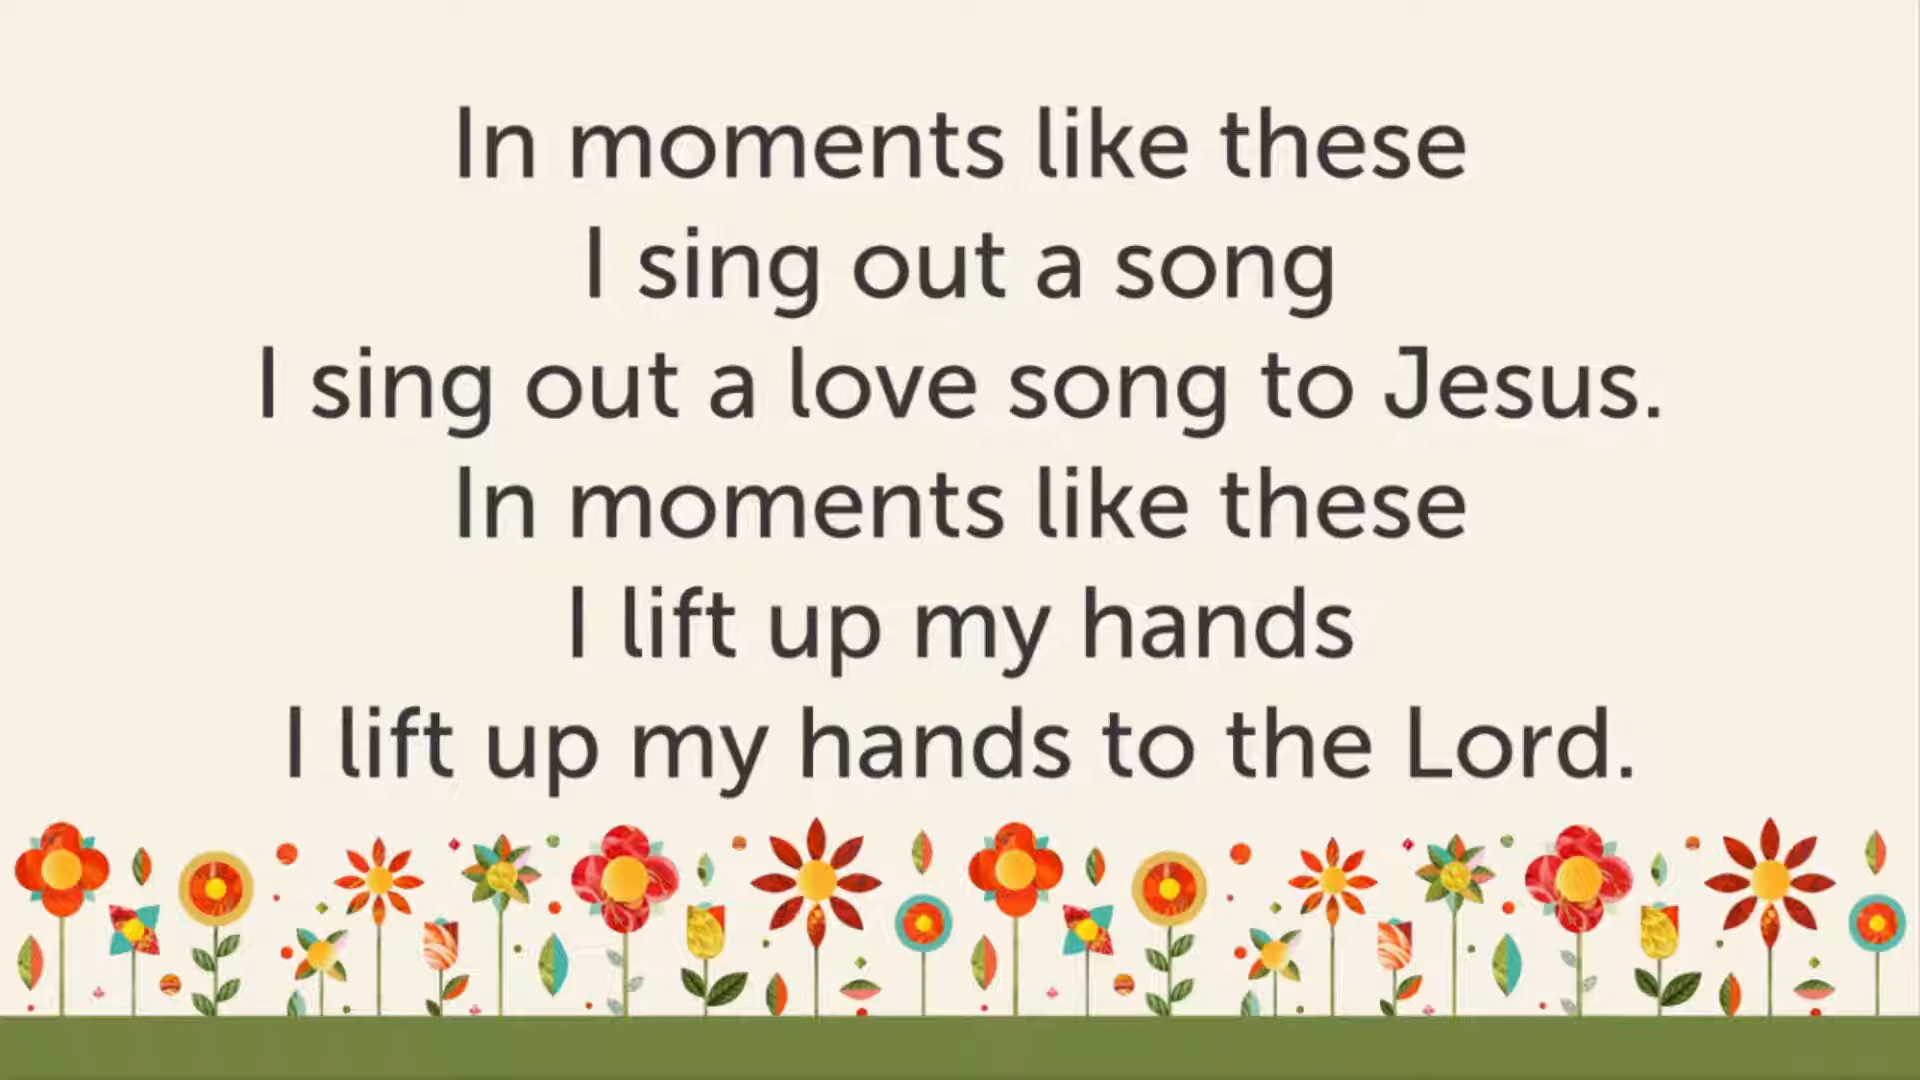 In moments like these
I sing out a song
I sing out a love song to Jesus.
In moments like these
I lift up my hands
I lift up my hands to the Lord.